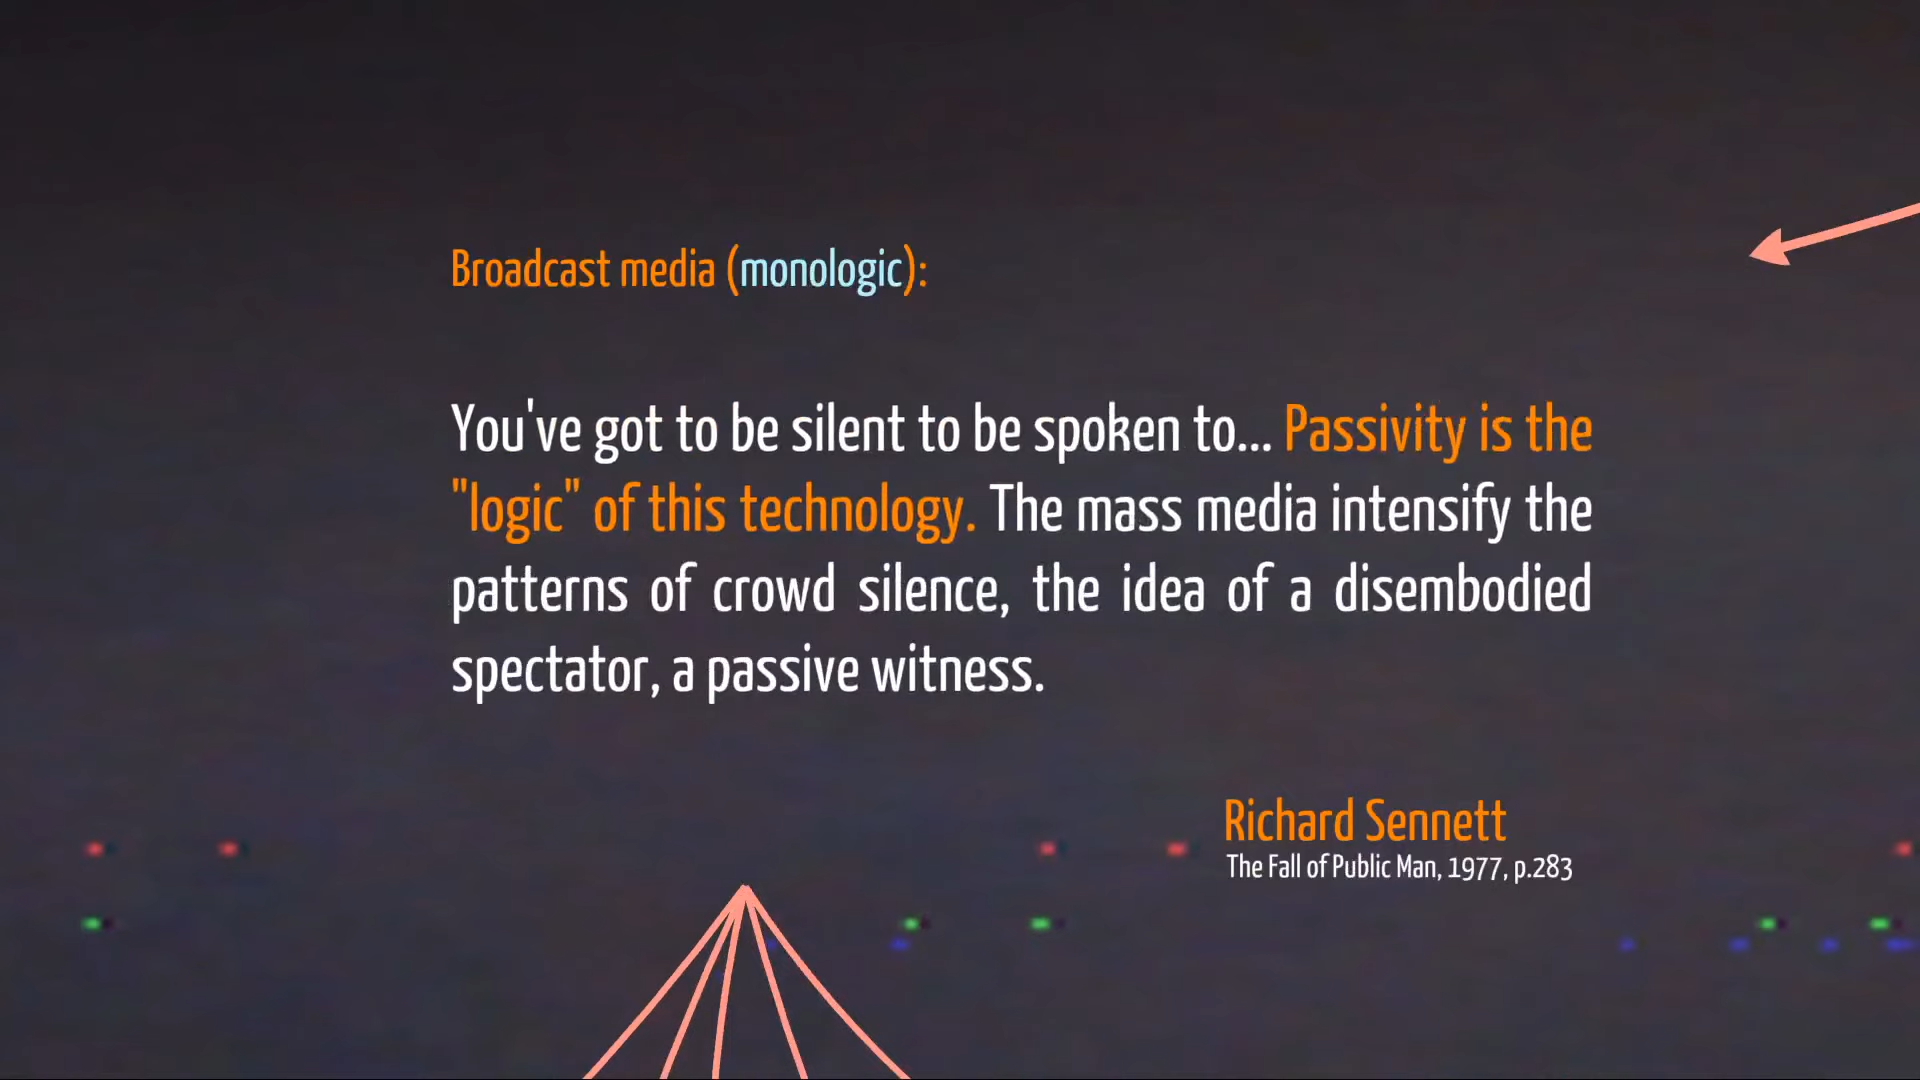 Broadcast media (monologic):
You've got to be silent to be spoken to... Passivity is the
"logic" of this technology. The mass media intensify the
patterns of crowd silence, the idea of a disembodied
spectator, a passive witness.
Richard Sennett
The Fall of Public Man, 1977, p.283